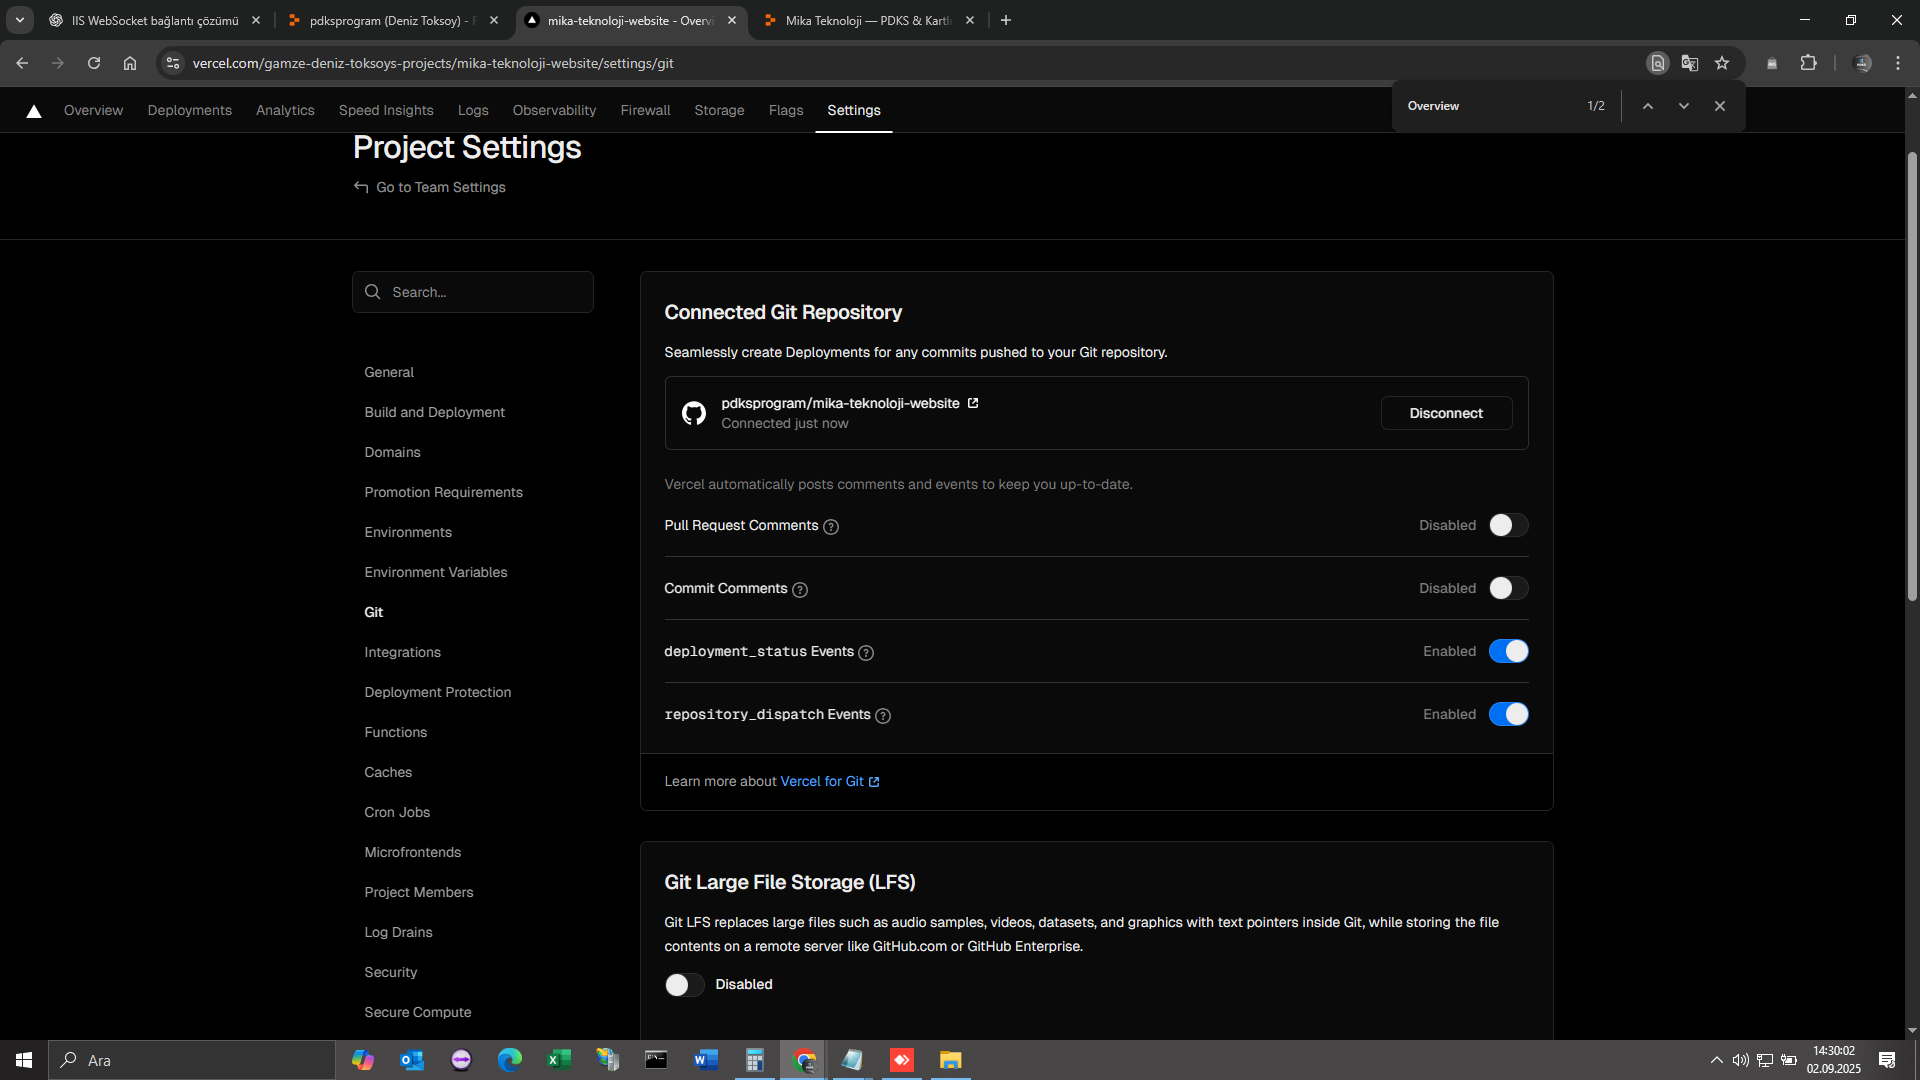 IIS WebSocket bağlantı çözümü
pdksprogram (Deniz Toksoy) -
mika-teknoloji-website - Overv
Mika Teknoloji — PDKS & Kartl
vercel.com/gamze-deniz-toksoys-projects/mika-teknoloji-website/settings/git
Overview
Deployments
Analytics
Speed Insights
Logs
Observability
Firewall
Storage
Flags
Settings
Overview
1/2
Project Settings
Go to Team Settings
Search...
General
Build and Deployment
Domains
Promotion Requirements
Environments
Environment Variables
Git
Integrations
Deployment Protection
Functions
Caches
Cron Jobs
Microfrontends
Project Members
Log Drains
Security
Secure Compute
Connected Git Repository
Seamlessly create Deployments for any commits pushed to your Git repository.
pdksprogram/mika-teknoloji-website
Connected just now
Disconnect
Vercel automatically posts comments and events to keep you up-to-date.
Pull Request Comments
Disabled
Commit Comments
Disabled
deployment_status Events
Enabled
repository_dispatch Events
Enabled
Learn more about Vercel for Git
Git Large File Storage (LFS)
Git LFS replaces large files such as audio samples, videos, datasets, and graphics with text pointers inside Git, while storing the file
contents on a remote server like GitHub.com or GitHub Enterprise.
Disabled
Ara
14:30:02
02.09.2025